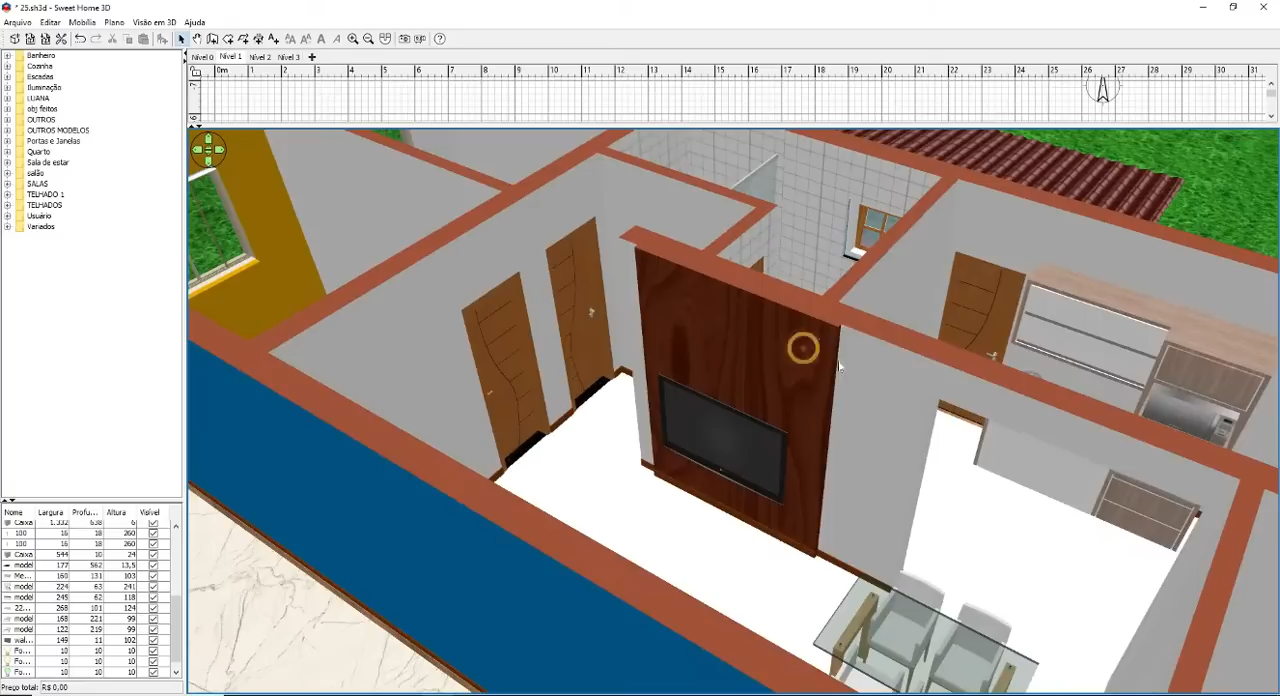 * 25.sh3d - Sweet Home 3D
Arquivo Editar Mobília Plano Visão em 3D Ajuda
Nível 0 Nível 1 Nível 2 Nível 3
0m 1 2 3 4 5 6 7 8 9 10 11 12 13 14 15 16 17 18 19 20 21 22 23 24 25 26 27 28 29 30 31
Banheiro
Cozinha
Escadas
Iluminação
LUANA
obj feitos
OUTROS
OUTROS MODELOS
Portas e Janelas
Quarto
Sala de estar
salão
SALAS
TELHADO 1
TELHADOS
Usuário
Variados
Nome Largura Profu... Altura Visível
Caixa 1.332 638 6
100 16 18 260
100 16 18 260
Caixa 544 10 24
model 177 562 13,5
Me... 160 131 103
model 224 63 241
model 245 62 118
22... 268 101 124
model 168 221 99
model 122 219 99
wal... 149 11 102
Fo... 10 10 10
Fo... 10 10 10
Fo... 10 10 10
Preço total: R$ 0,00